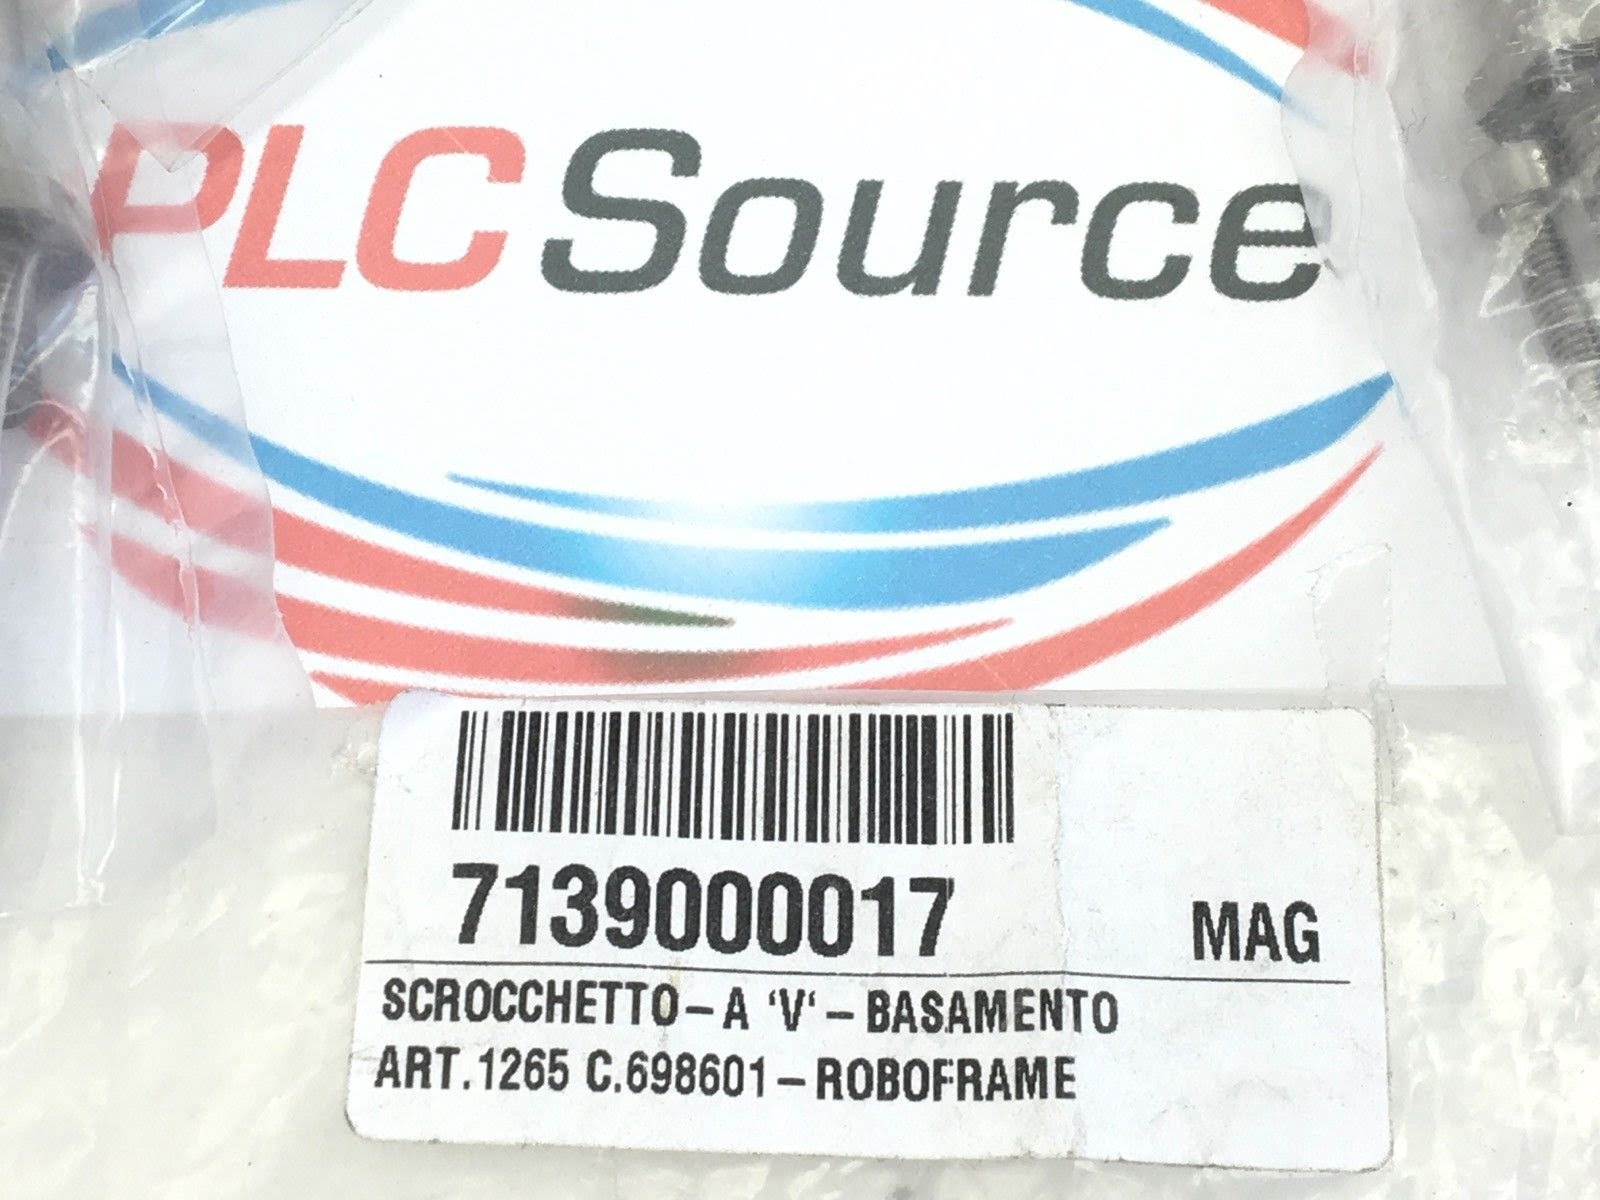 PLC Source
7139000017 MAG
SCROCCHETTO-A 'V'-BASAMENTO
ART.1265 C.698601-ROBOFRAME